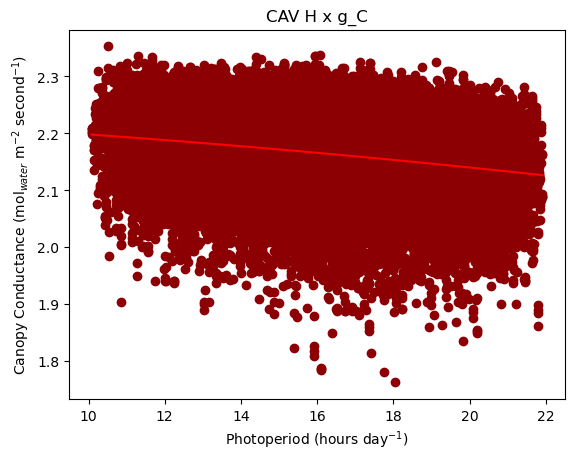 CAV H x g_C
Canopy Conductance (mol_water m⁻² second⁻¹)
2.3
2.2
2.1
2.0
1.9
1.8
10 12 14 16 18 20 22
Photoperiod (hours day⁻¹)